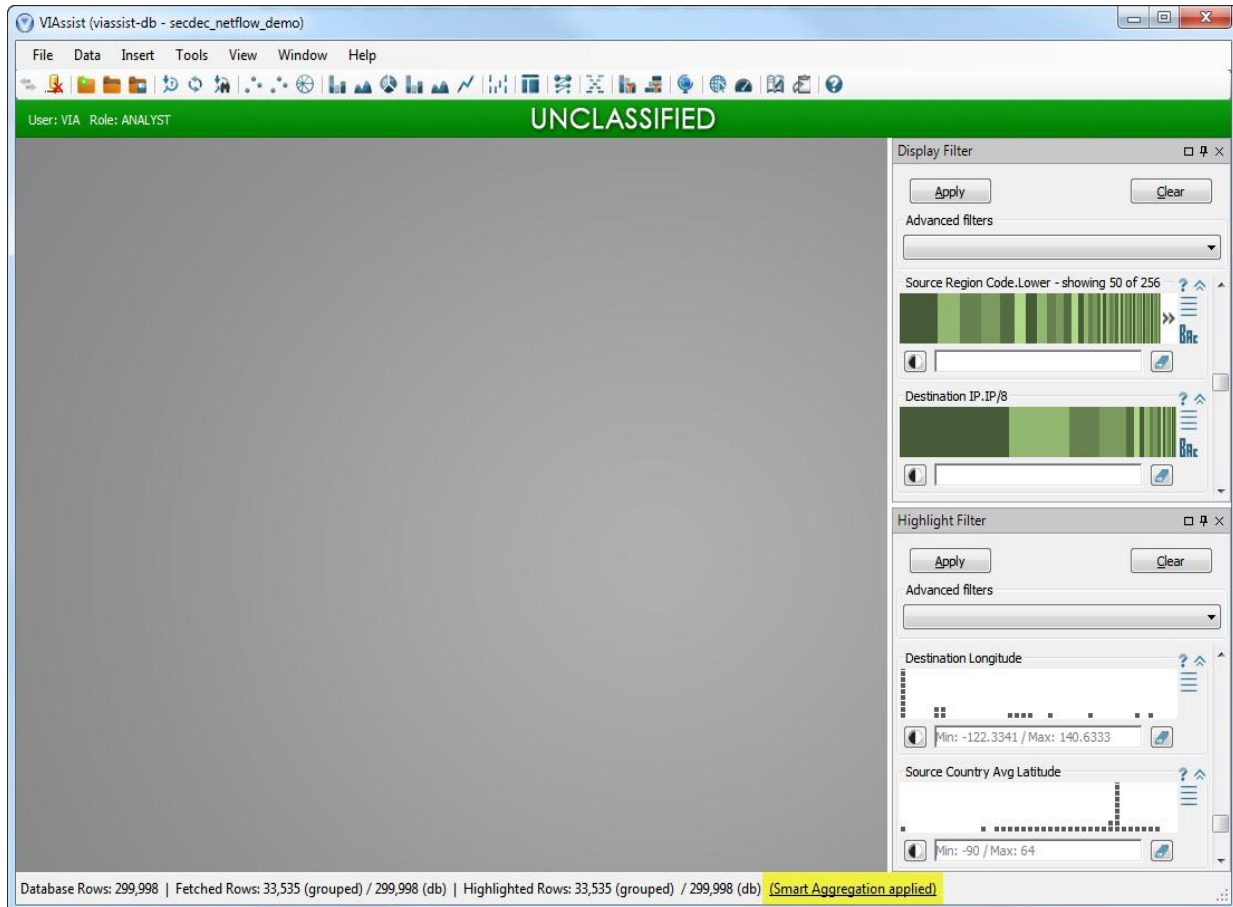 VIAssist (viassist-db - secdec_netflow_demo)
File Data Insert Tools View Window Help
User: VIA Role: ANALYST UNCLASSIFIED
Display Filter
Apply Clear
Advanced filters
Source Region Code.Lower - showing 50 of 256
BAc
Destination IP.IP/8
BAc
Highlight Filter
Apply Clear
Advanced filters
Destination Longitude
Min: -122.3341 / Max: 140.6333
Source Country Avg Latitude
Min: -90 / Max: 64
Database Rows: 299,998 | Fetched Rows: 33,535 (grouped) / 299,998 (db) | Highlighted Rows: 33,535 (grouped) / 299,998 (db) (Smart Aggregation applied)